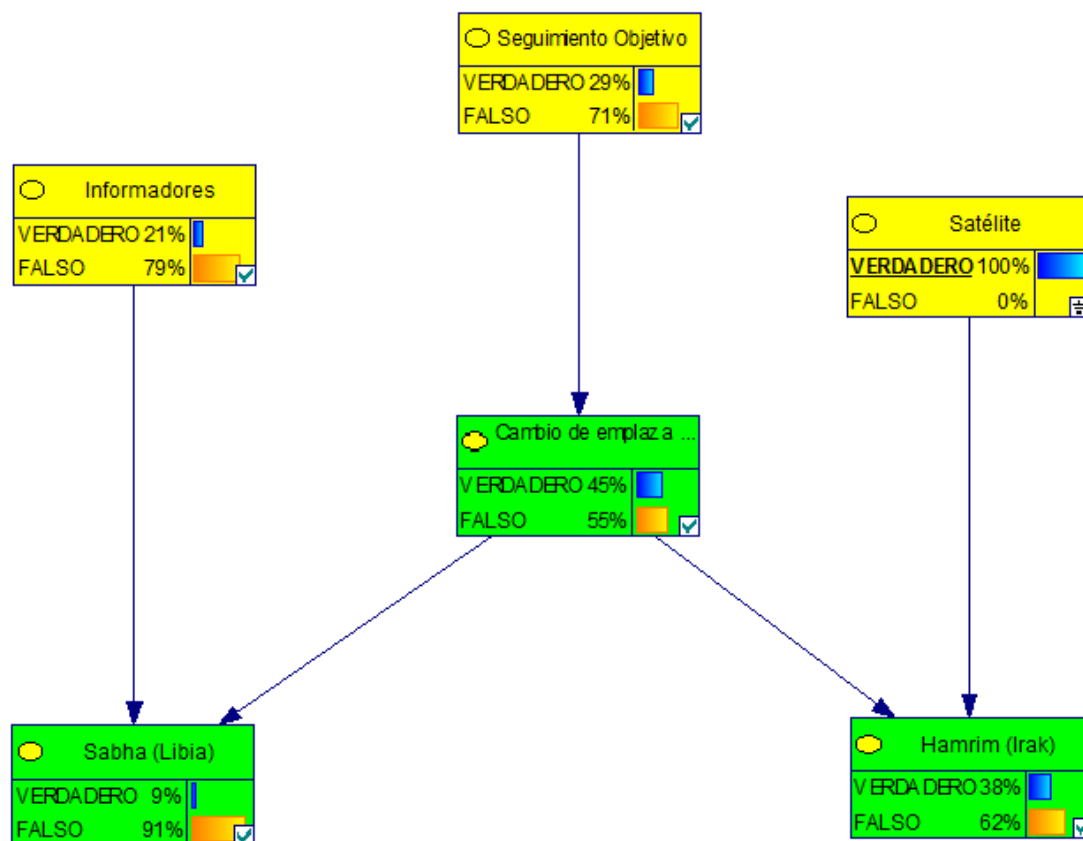 Seguimiento Objetivo
VERDADERO 29%
FALSO 71%
Informadores
VERDADERO 21%
FALSO 79%
Satélite
VERDADERO 100%
FALSO 0%
Cambio de emplaza ...
VERDADERO 45%
FALSO 55%
Sabha (Libia)
VERDADERO 9%
FALSO 91%
Hamrim (Irak)
VERDADERO 38%
FALSO 62%